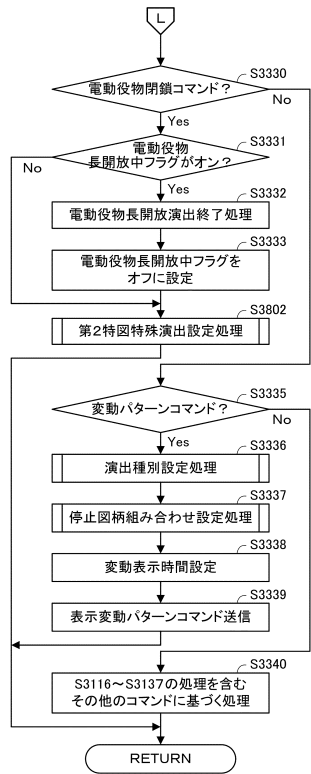 L
S3330
電動役物閉鎖コマンド？
No
Yes
S3331
電動役物
長開放中フラグがオン？
No
Yes
S3332
電動役物長開放演出終了処理
S3333
電動役物長開放中フラグを
オフに設定
S3802
第２特図特殊演出設定処理
S3335
変動パターンコマンド？
No
Yes
S3336
演出種別設定処理
S3337
停止図柄組み合わせ設定処理
S3338
変動表示時間設定
S3339
表示変動パターンコマンド送信
S3340
S3116～S3137の処理を含む
その他のコマンドに基づく処理
RETURN